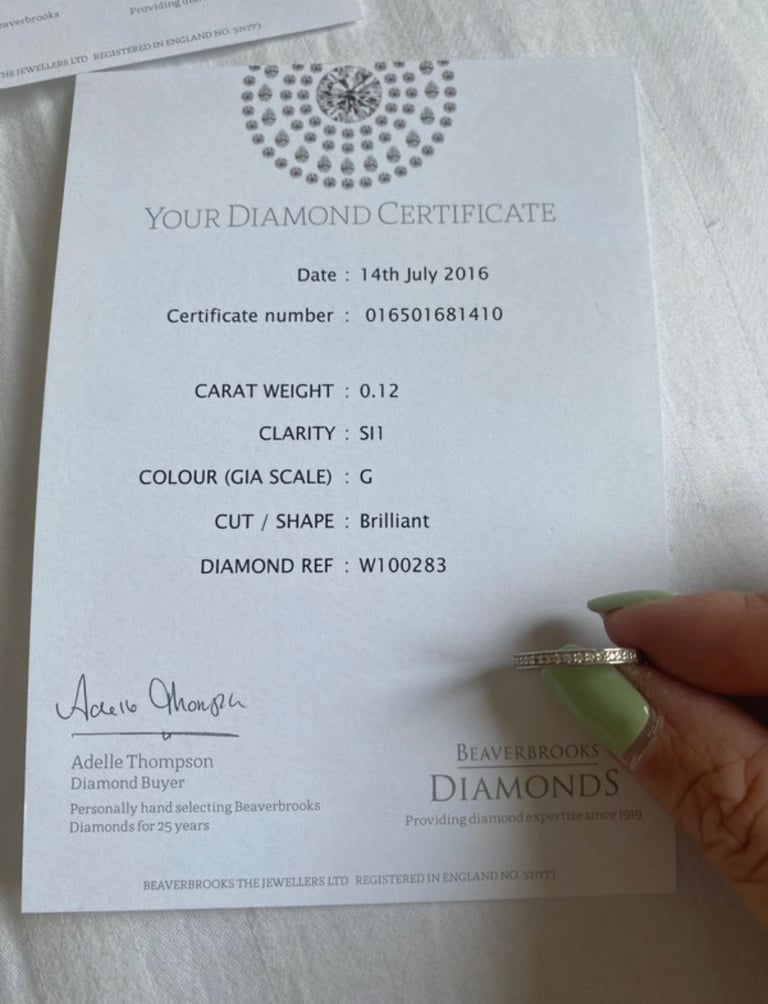 eaverbrooks
Providing
THE JEWELLERS LTD REGISTERED IN ENGLAND NO. 321773
YOUR DIAMOND CERTIFICATE
Date : 14th July 2016
Certificate number : 016501681410
CARAT WEIGHT : 0.12
CLARITY : SI1
COLOUR (GIA SCALE) : G
CUT / SHAPE : Brilliant
DIAMOND REF : W100283
Adelle Thompson
Adelle Thompson
Diamond Buyer
Personally hand selecting Beaverbrooks
Diamonds for 25 years
BEAVERBROOKS
DIAMONDS
Providing diamond expertise since 1919
BEAVERBROOKS THE JEWELLERS LTD REGISTERED IN ENGLAND NO. 321773